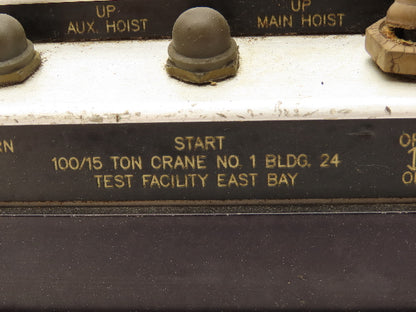 UP
AUX. HOIST
UP
MAIN HOIST
START
100/15 TON CRANE NO. 1 BLDG. 24
TEST FACILITY EAST BAY